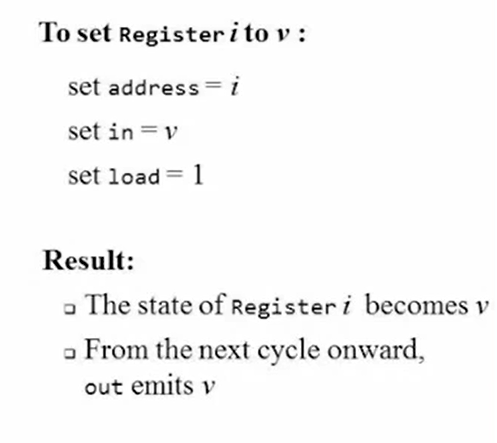 To set Register i to v :
set address = i
set in = v
set load = 1
Result:
❑ The state of Register i becomes v
❑ From the next cycle onward,
out emits v